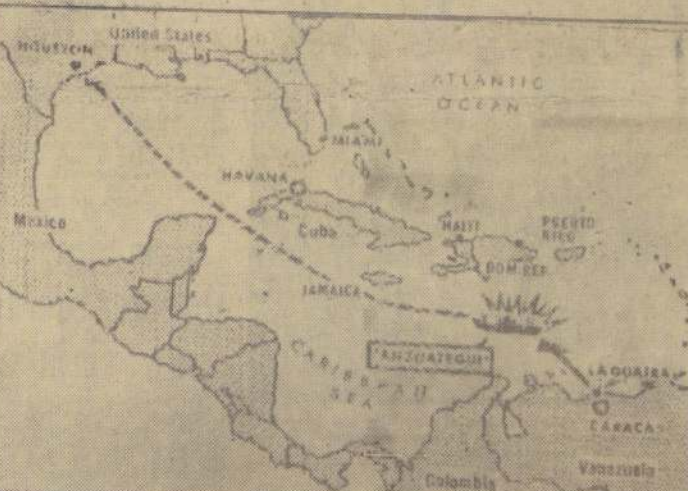 United States
HOUSTON
ATLANTIC
OCEAN
MIAMI
HAVANA
Mexico
Cuba
HAITI
PUERTO
RICO
DOM REP
JAMAICA
'ANZOATEGUI'
CARIBBEAN
SEA
LA GUAIRA
CARACAS
Colombia
Venezuela